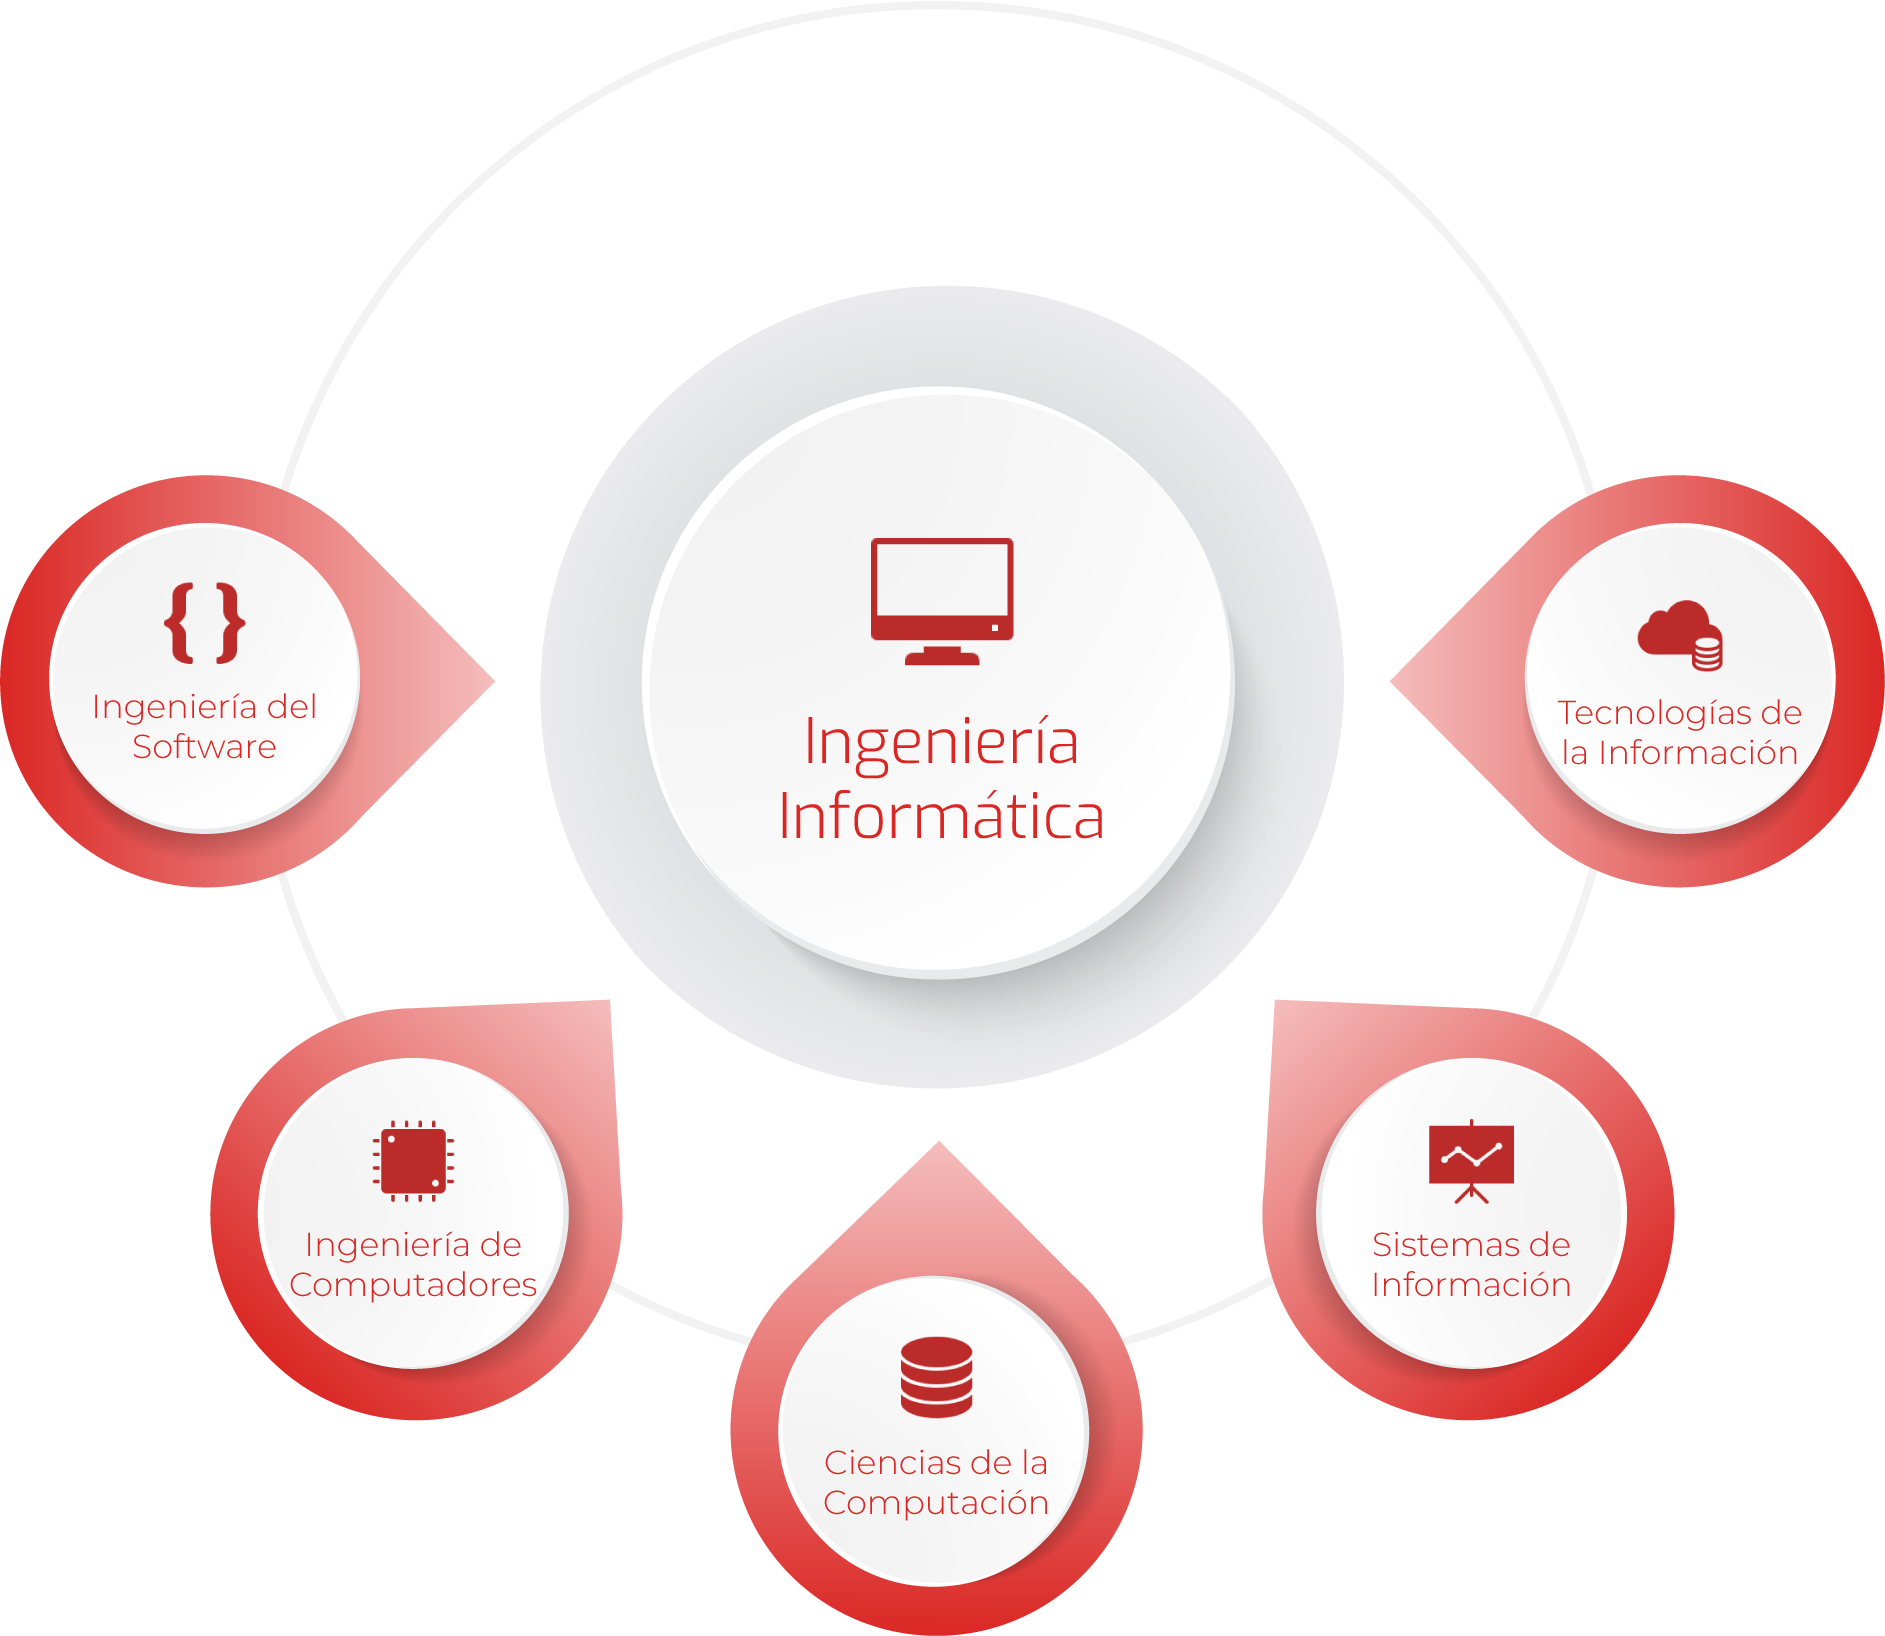 Ingeniería
Informática
Ingeniería del
Software
Tecnologías de
la Información
Ingeniería de
Computadores
Sistemas de
Información
Ciencias de la
Computación